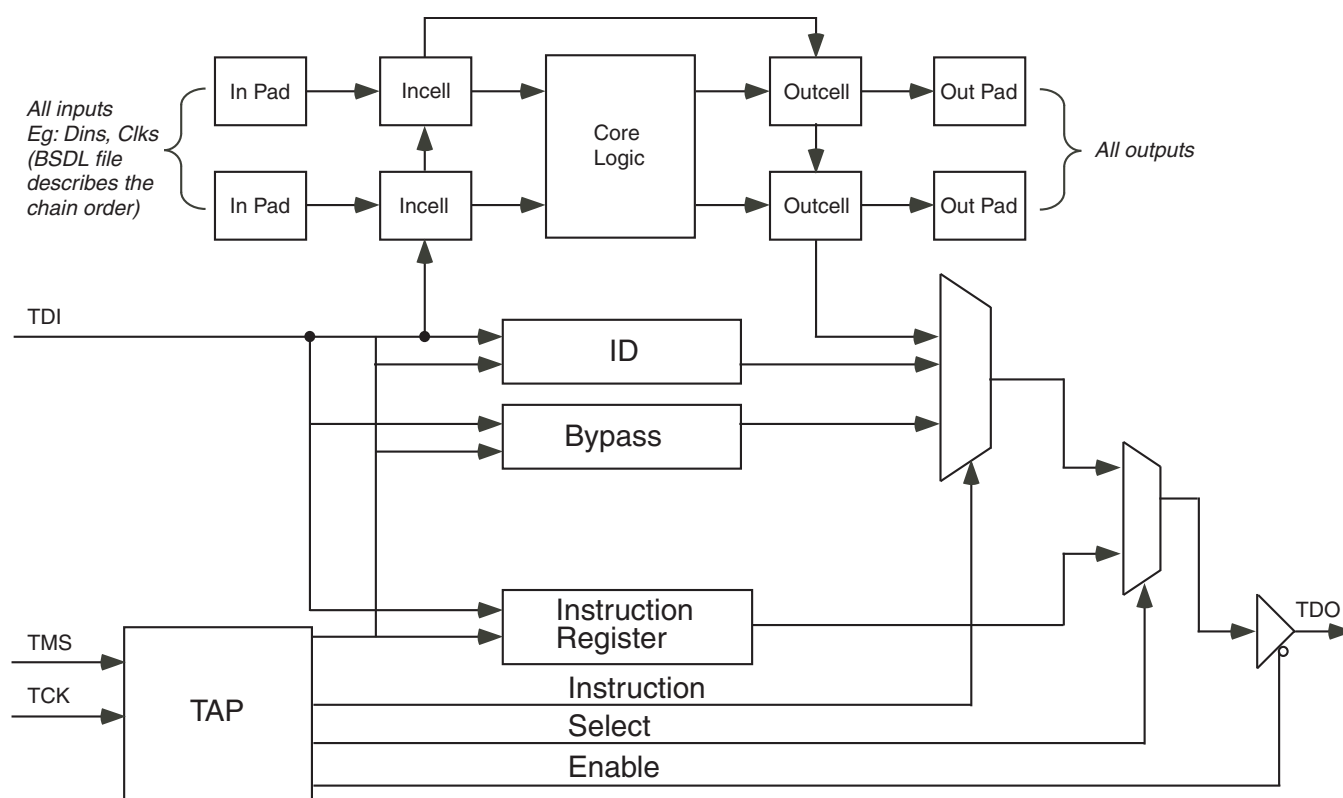 In Pad
Incell
Outcell
Out Pad
All inputs
Eg: Dins, Clks
(BSDL file
describes the
chain order)
Core
Logic
All outputs
In Pad
Incell
Outcell
Out Pad
TDI
ID
Bypass
Instruction
Register
TDO
TMS
TCK
TAP
Instruction
Select
Enable